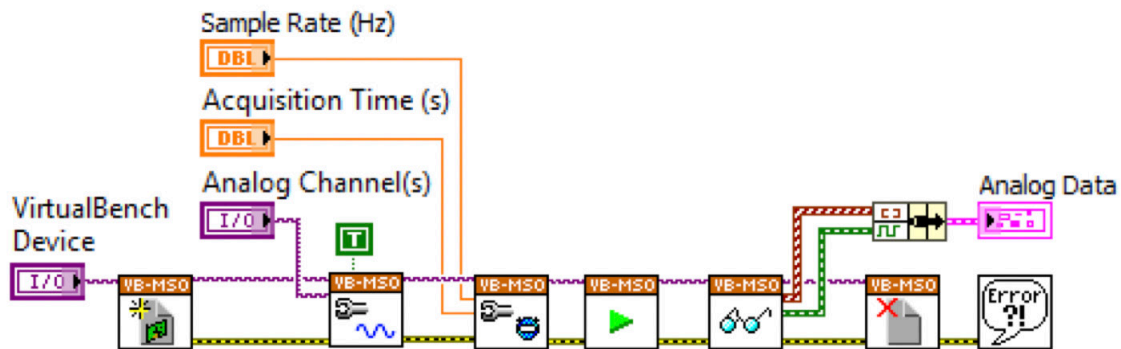 Sample Rate (Hz)
DBL
Acquisition Time (s)
DBL
Analog Channel(s)
I/O
VirtualBench
Device
I/O
T
Analog Data
VB-MSO
VB-MSO
VB-MSO
VB-MSO
VB-MSO
VB-MSO
Error
?!